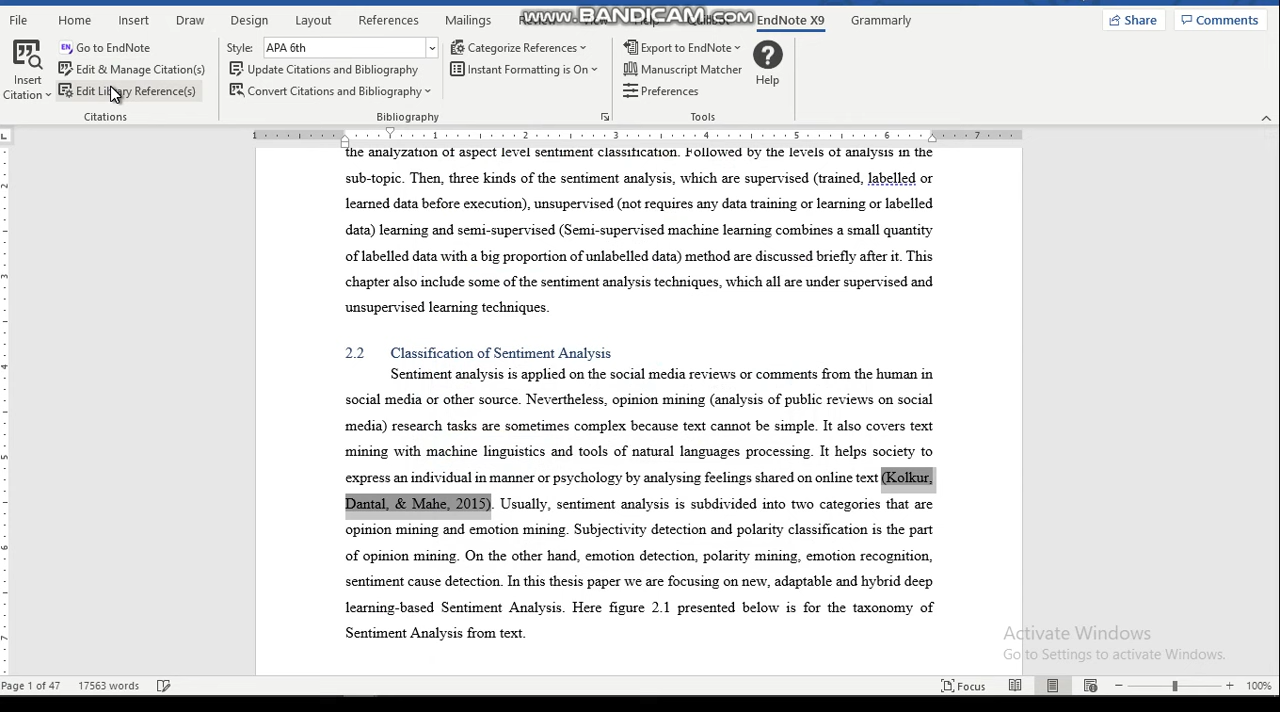 www.BANDICAM.com
File Home Insert Draw Design Layout References Mailings Review View Help EndNote X9 Grammarly Share Comments
Insert Citation
Go to EndNote
Edit & Manage Citation(s)
Edit Library Reference(s)
Citations
Style: APA 6th
Update Citations and Bibliography
Convert Citations and Bibliography
Categorize References
Instant Formatting is On
Bibliography
Export to EndNote
Manuscript Matcher
Preferences
Help
Tools
1 1 2 3 4 5 6 7
the analyzation of aspect level sentiment classification. Followed by the levels of analysis in the
sub-topic. Then, three kinds of the sentiment analysis, which are supervised (trained, labelled or
learned data before execution), unsupervised (not requires any data training or learning or labelled
data) learning and semi-supervised (Semi-supervised machine learning combines a small quantity
of labelled data with a big proportion of unlabelled data) method are discussed briefly after it. This
chapter also include some of the sentiment analysis techniques, which all are under supervised and
unsupervised learning techniques.
2.2 Classification of Sentiment Analysis
Sentiment analysis is applied on the social media reviews or comments from the human in
social media or other source. Nevertheless, opinion mining (analysis of public reviews on social
media) research tasks are sometimes complex because text cannot be simple. It also covers text
mining with machine linguistics and tools of natural languages processing. It helps society to
express an individual in manner or psychology by analysing feelings shared on online text (Kolkur,
Dantal, & Mahe, 2015). Usually, sentiment analysis is subdivided into two categories that are
opinion mining and emotion mining. Subjectivity detection and polarity classification is the part
of opinion mining. On the other hand, emotion detection, polarity mining, emotion recognition,
sentiment cause detection. In this thesis paper we are focusing on new, adaptable and hybrid deep
learning-based Sentiment Analysis. Here figure 2.1 presented below is for the taxonomy of
Sentiment Analysis from text.
Activate Windows
Go to Settings to activate Windows.
Page 1 of 47 17563 words Focus 100%